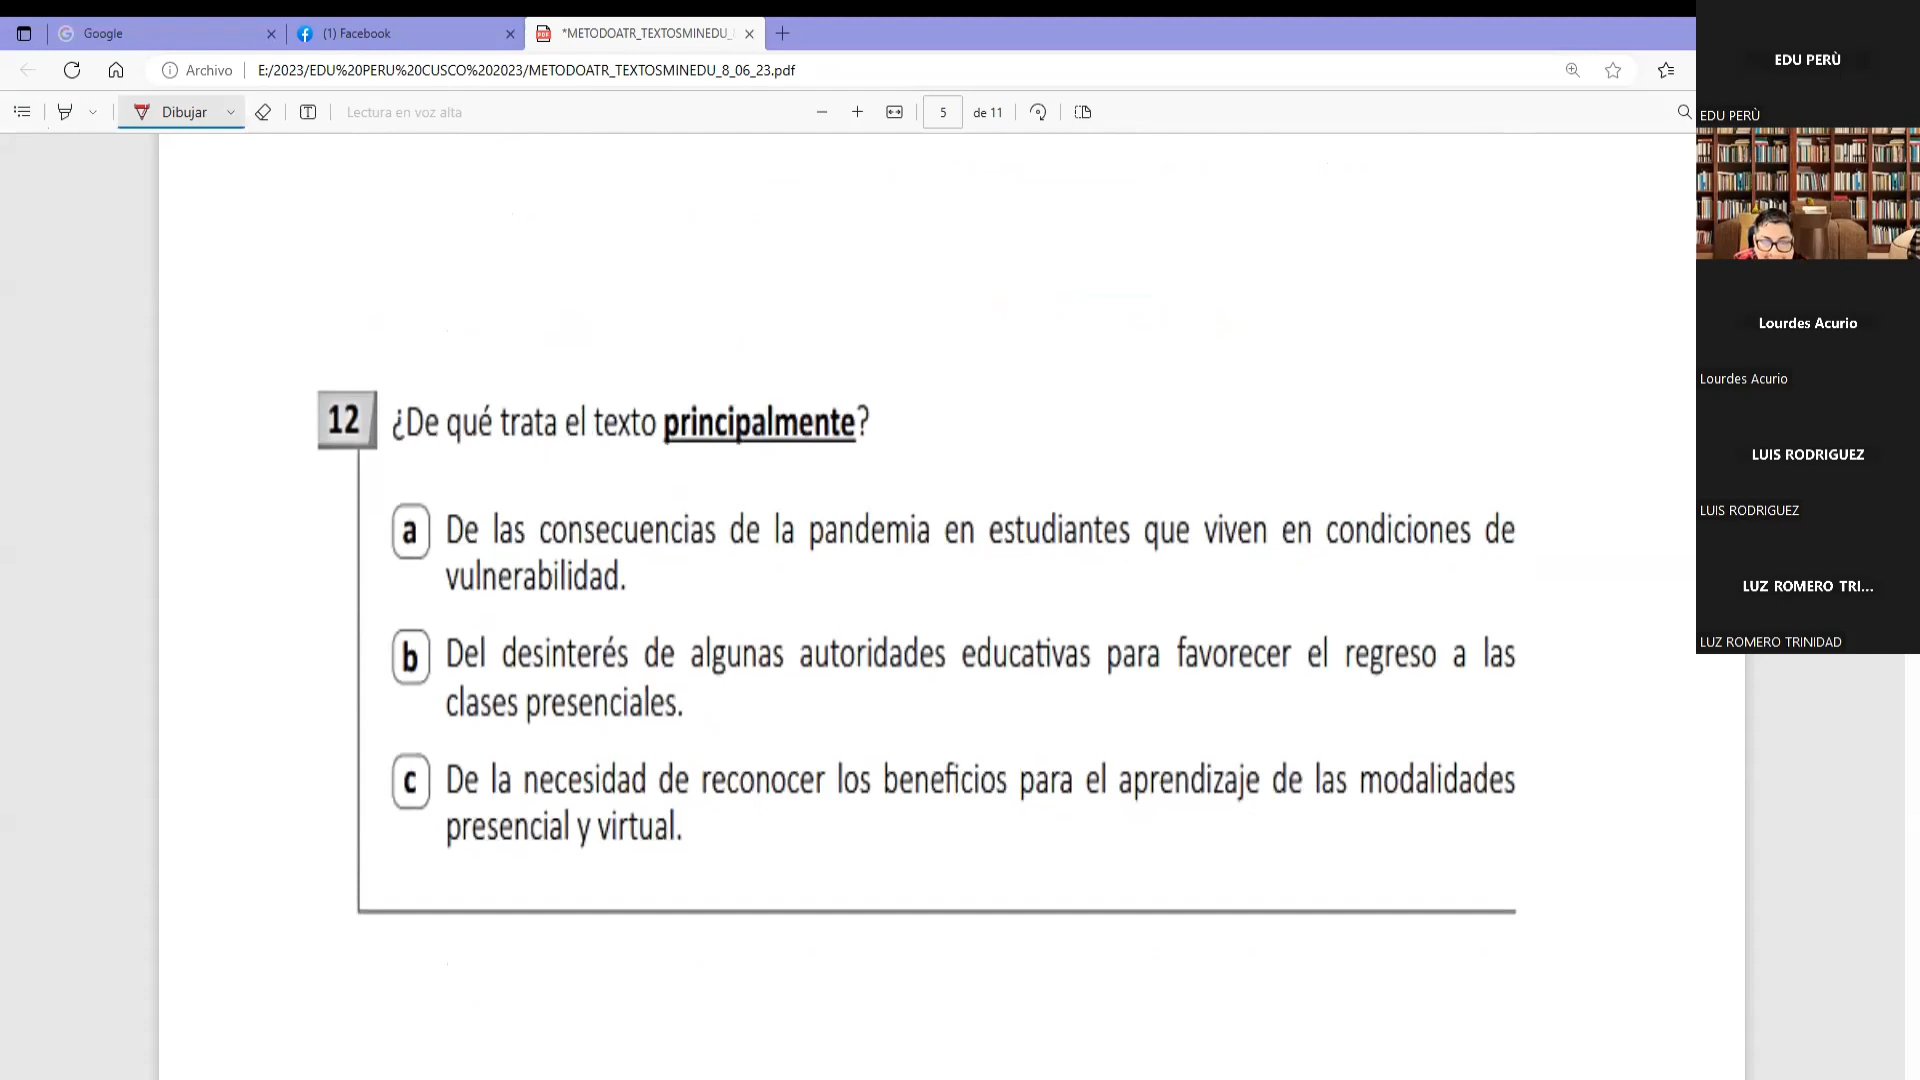 Google
(1) Facebook
*METODOATR_TEXTOSMINEDU_
Archivo
E:/2023/EDU%20PERU%20CUSCO%202023/METODOATR_TEXTOSMINEDU_8_06_23.pdf
Dibujar
Lectura en voz alta
5 de 11
12 ¿De qué trata el texto principalmente?
a De las consecuencias de la pandemia en estudiantes que viven en condiciones de
vulnerabilidad.
b Del desinterés de algunas autoridades educativas para favorecer el regreso a las
clases presenciales.
c De la necesidad de reconocer los beneficios para el aprendizaje de las modalidades
presencial y virtual.
EDU PERÙ
EDU PERÙ
Lourdes Acurio
Lourdes Acurio
LUIS RODRIGUEZ
LUIS RODRIGUEZ
LUZ ROMERO TRI...
LUZ ROMERO TRINIDAD